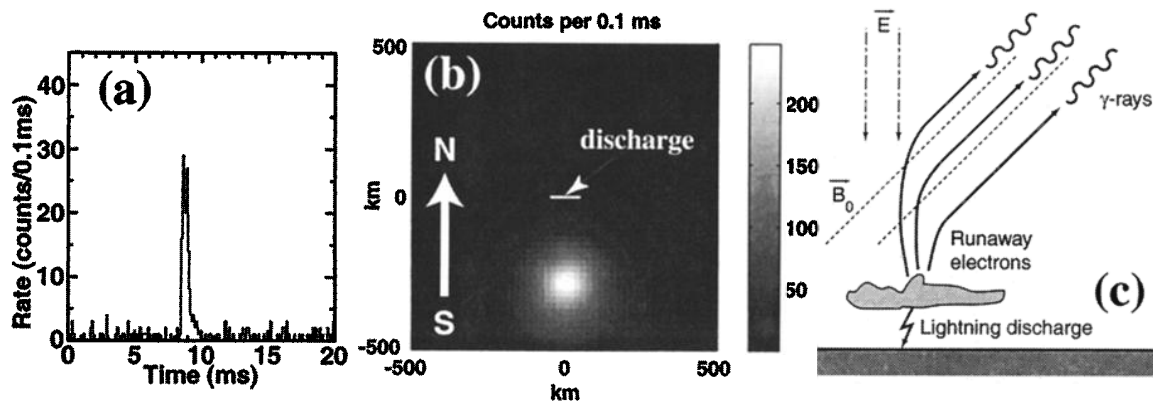 (a)
Rate (counts/0.1ms)
40
30
20
10
0
0 5 10 15 20
Time (ms)
Counts per 0.1 ms
(b)
500
km
0
-500
N
S
discharge
-500 0 500
km
200
150
100
50
E
B0
γ-rays
Runaway
electrons
(c)
Lightning discharge